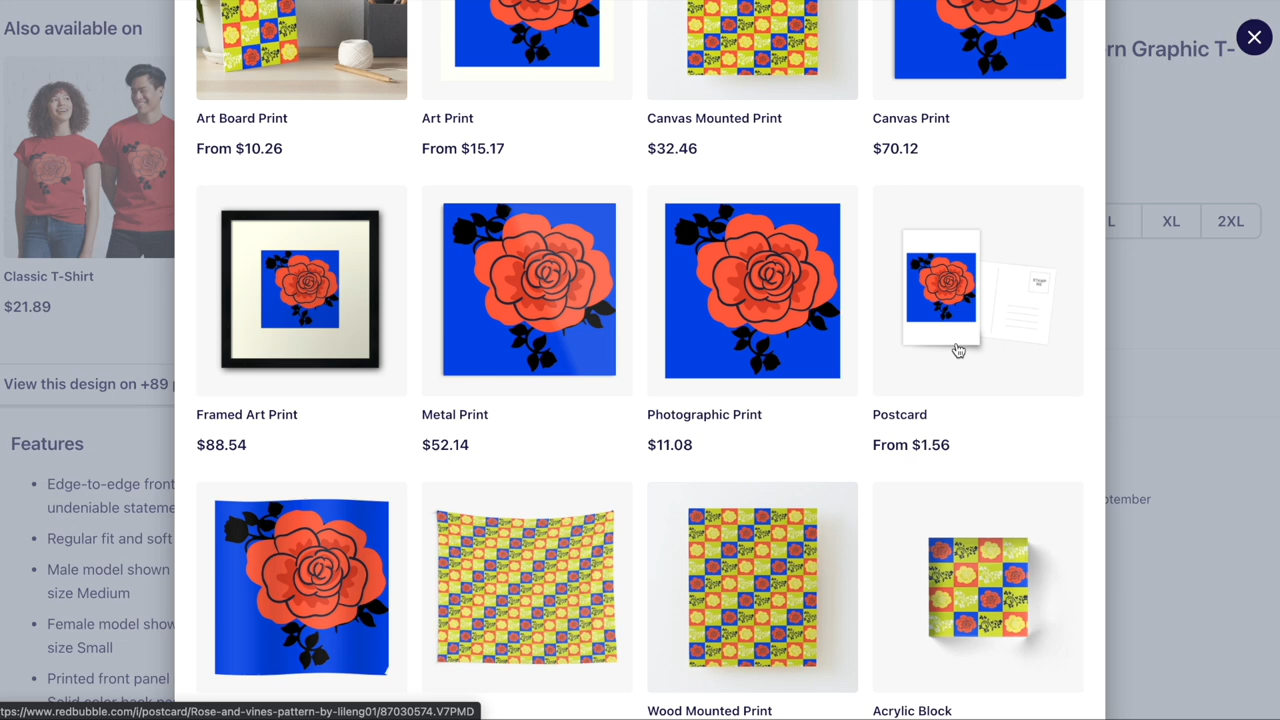 Also available on
rn Graphic T-
Art Board Print
From $10.26
Art Print
From $15.17
Canvas Mounted Print
$32.46
Canvas Print
$70.12
L
XL
2XL
Classic T-Shirt
$21.89
STAMP
ME
Framed Art Print
$88.54
Metal Print
$52.14
Photographic Print
$11.08
Postcard
From $1.56
View this design on +89 p
Features
• Edge-to-edge front
undeniable stateme
• Regular fit and soft
• Male model shown
size Medium
• Female model show
size Small
• Printed front panel
ptember
Wood Mounted Print
Acrylic Block
tps://www.redbubble.com/i/postcard/Rose-and-vines-pattern-by-lileng01/87030574.V7PMD